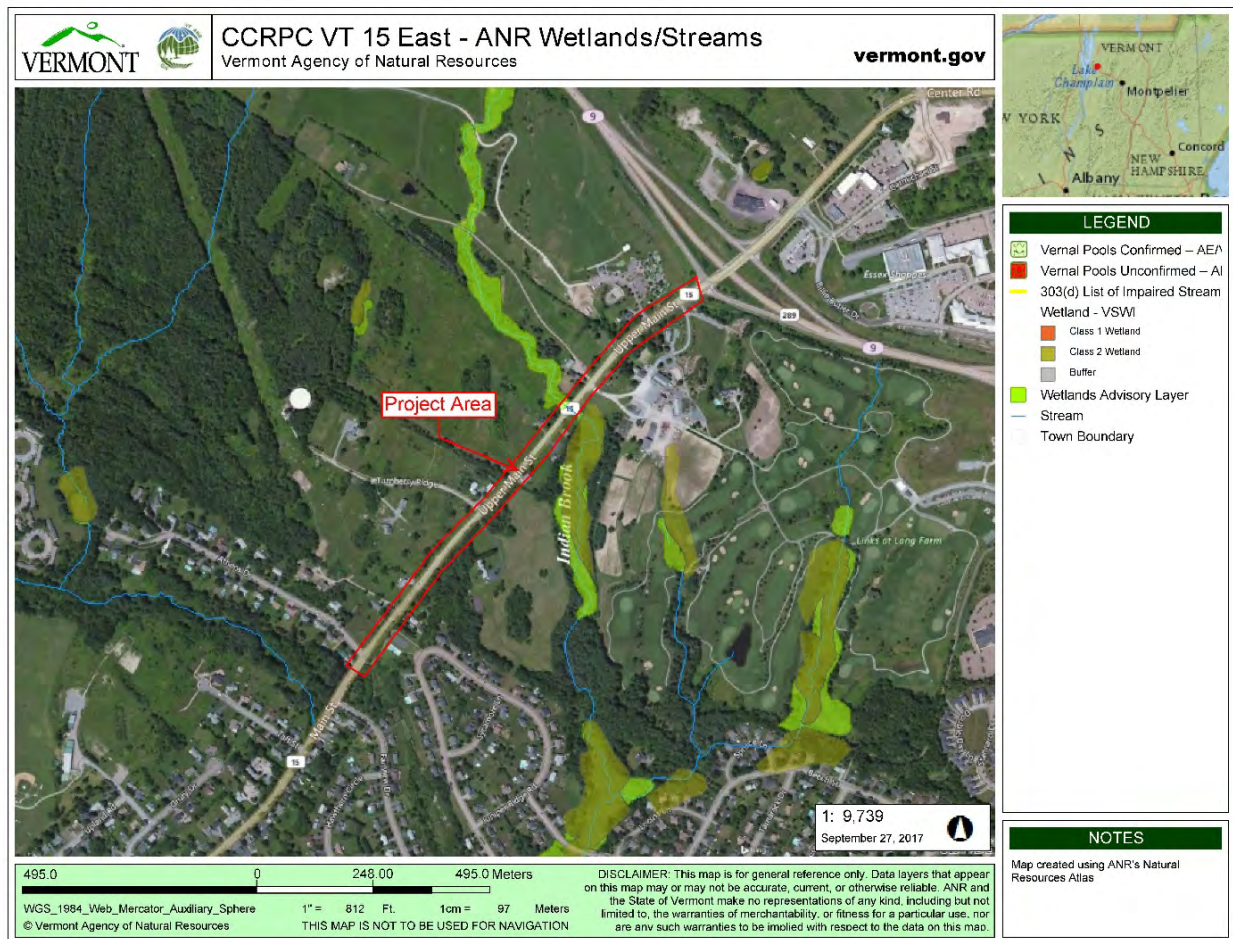 VERMONT
CCRPC VT 15 East - ANR Wetlands/Streams
Vermont Agency of Natural Resources
vermont.gov
VERMONT
Lake
Champlain
Montpelier
W YORK
NEW
HAMPSHIRE
Concord
Albany
Center Rd
9
Essex Shoppes
15
Upper Main St
289
9
Project Area
15
Upper Main St
Turnberry Ridge
Indian Brook
Links at Lang Farm
Athens Dr
Main St
15
LEGEND
Vernal Pools Confirmed – AE/
Vernal Pools Unconfirmed – A
303(d) List of Impaired Stream
Wetland - VSWI
Class 1 Wetland
Class 2 Wetland
Buffer
Wetlands Advisory Layer
Stream
Town Boundary
1: 9,739
September 27, 2017
NOTES
Map created using ANR's Natural
Resources Atlas
495.0 0 248.00 495.0 Meters
WGS_1984_Web_Mercator_Auxiliary_Sphere 1" = 812 Ft. 1cm = 97 Meters
© Vermont Agency of Natural Resources THIS MAP IS NOT TO BE USED FOR NAVIGATION
DISCLAIMER: This map is for general reference only. Data layers that appear
on this map may or may not be accurate, current, or otherwise reliable. ANR and
the State of Vermont make no representations of any kind, including but not
limited to, the warranties of merchantability, or fitness for a particular use, nor
are any such warranties to be implied with respect to the data on this map.